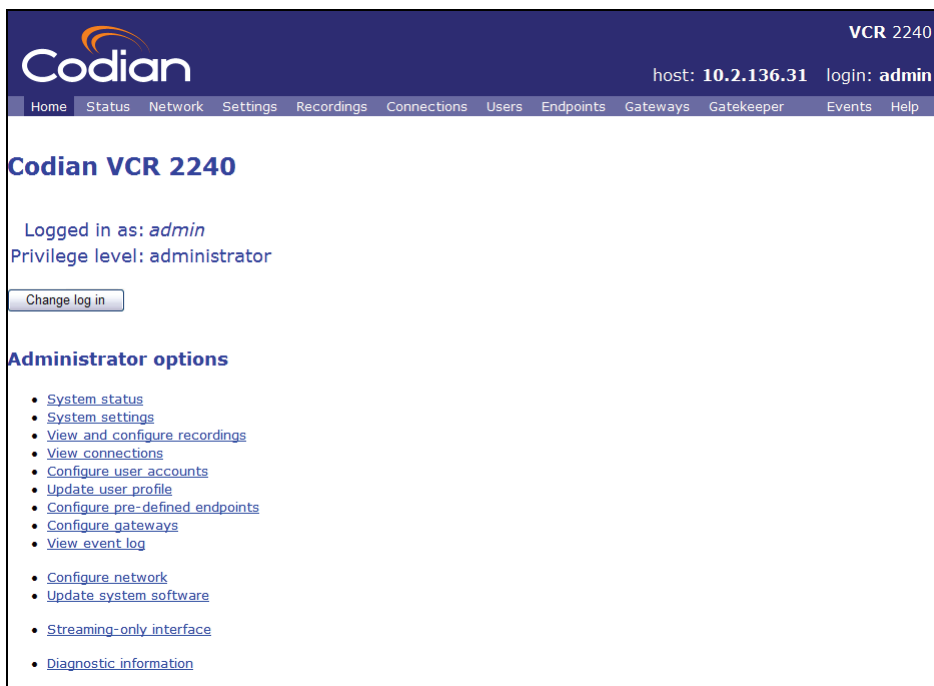 VCR 2240
Codian
host: 10.2.136.31 login: admin
Home Status Network Settings Recordings Connections Users Endpoints Gateways Gatekeeper Events Help
Codian VCR 2240
Logged in as: admin
Privilege level: administrator
Change log in
Administrator options
• System status
• System settings
• View and configure recordings
• View connections
• Configure user accounts
• Update user profile
• Configure pre-defined endpoints
• Configure gateways
• View event log
• Configure network
• Update system software
• Streaming-only interface
• Diagnostic information